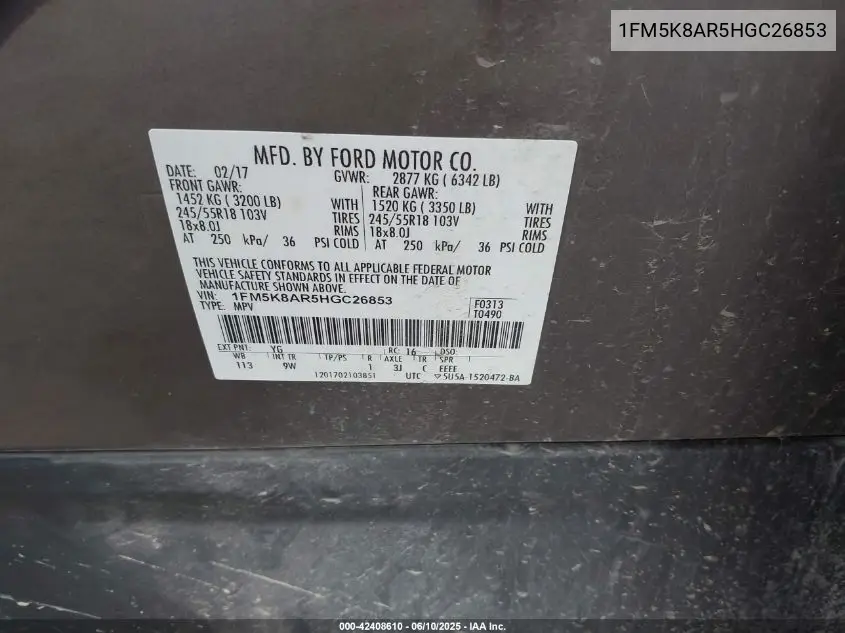 1FM5K8AR5HGC26853
MFD. BY FORD MOTOR CO.
DATE: 02/17 GVWR: 2877 KG ( 6342 LB)
FRONT GAWR: REAR GAWR:
1452 KG ( 3200 LB) WITH 1520 KG ( 3350 LB) WITH
245/55R18 103V TIRES 245/55R18 103V TIRES
18x8.0J RIMS 18x8.0J RIMS
AT 250 kPa/ 36 PSI COLD AT 250 kPa/ 36 PSI COLD
THIS VEHICLE CONFORMS TO ALL APPLICABLE FEDERAL MOTOR
VEHICLE SAFETY STANDARDS IN EFFECT ON THE DATE OF
MANUFACTURE SHOWN ABOVE.
VIN: 1FM5K8AR5HGC26853 F0313
TYPE: MPV T0490
EXT PNT: YG RC: 16 DSO:
WB INT TR TP/PS R AXLE TR SPR
113 9W 1 3J C EEEE
1201702103851 UTC 5U5A-1520472-BA
000-42408610 - 06/10/2025 - IAA Inc.